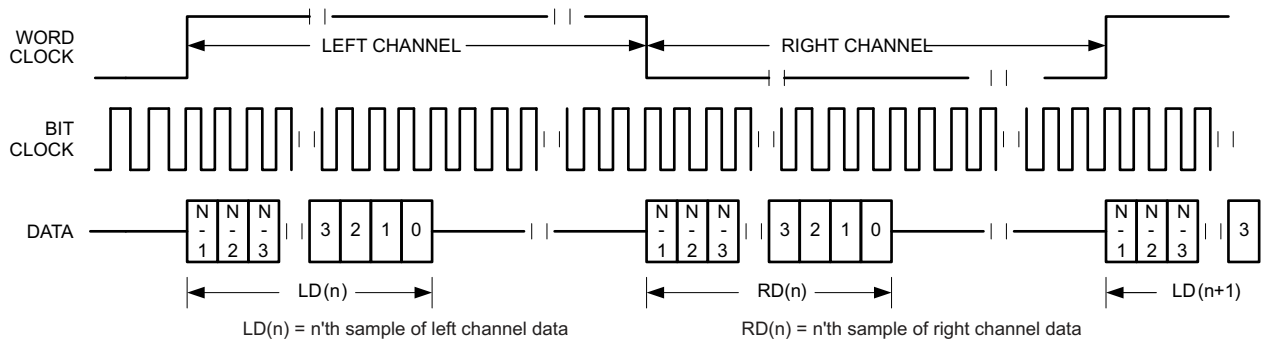 WORD
CLOCK
LEFT CHANNEL
RIGHT CHANNEL
BIT
CLOCK
DATA
N-1 N-2 N-3 3 2 1 0
N-1 N-2 N-3 3 2 1 0
N-1 N-2 N-3 3
LD(n)
RD(n)
LD(n+1)
LD(n) = n'th sample of left channel data
RD(n) = n'th sample of right channel data